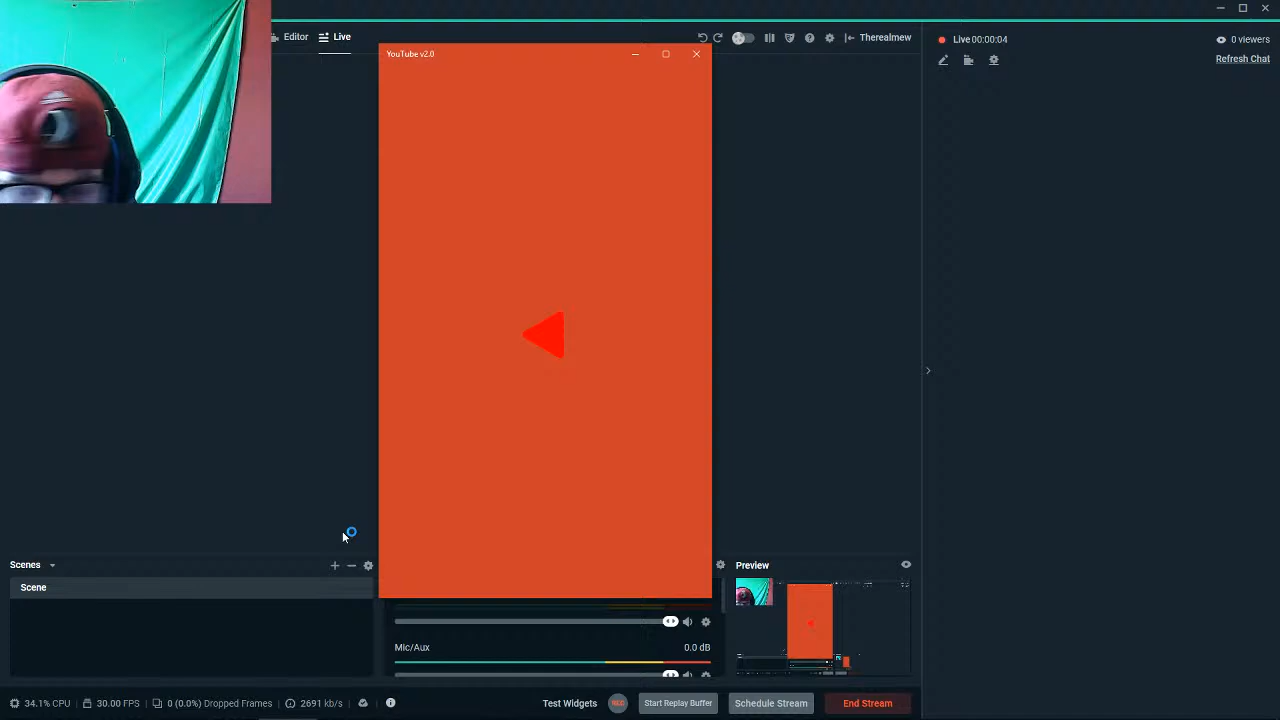 Editor
Live
Therealmew
YouTube v2.0
Live 00:00:04
0 viewers
Refresh Chat
Scenes
Scene
Mic/Aux
0.0 dB
Preview
34.1% CPU
30.00 FPS
0 (0.0%) Dropped Frames
2691 kb/s
Test Widgets
REC
Start Replay Buffer
Schedule Stream
End Stream